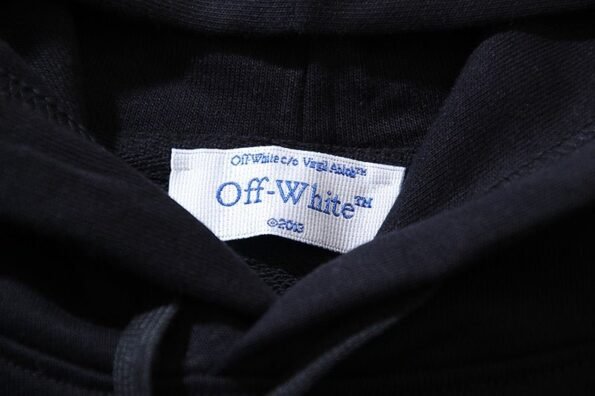 Off-White c/o Virgil Abloh™
Off-White™
©2013